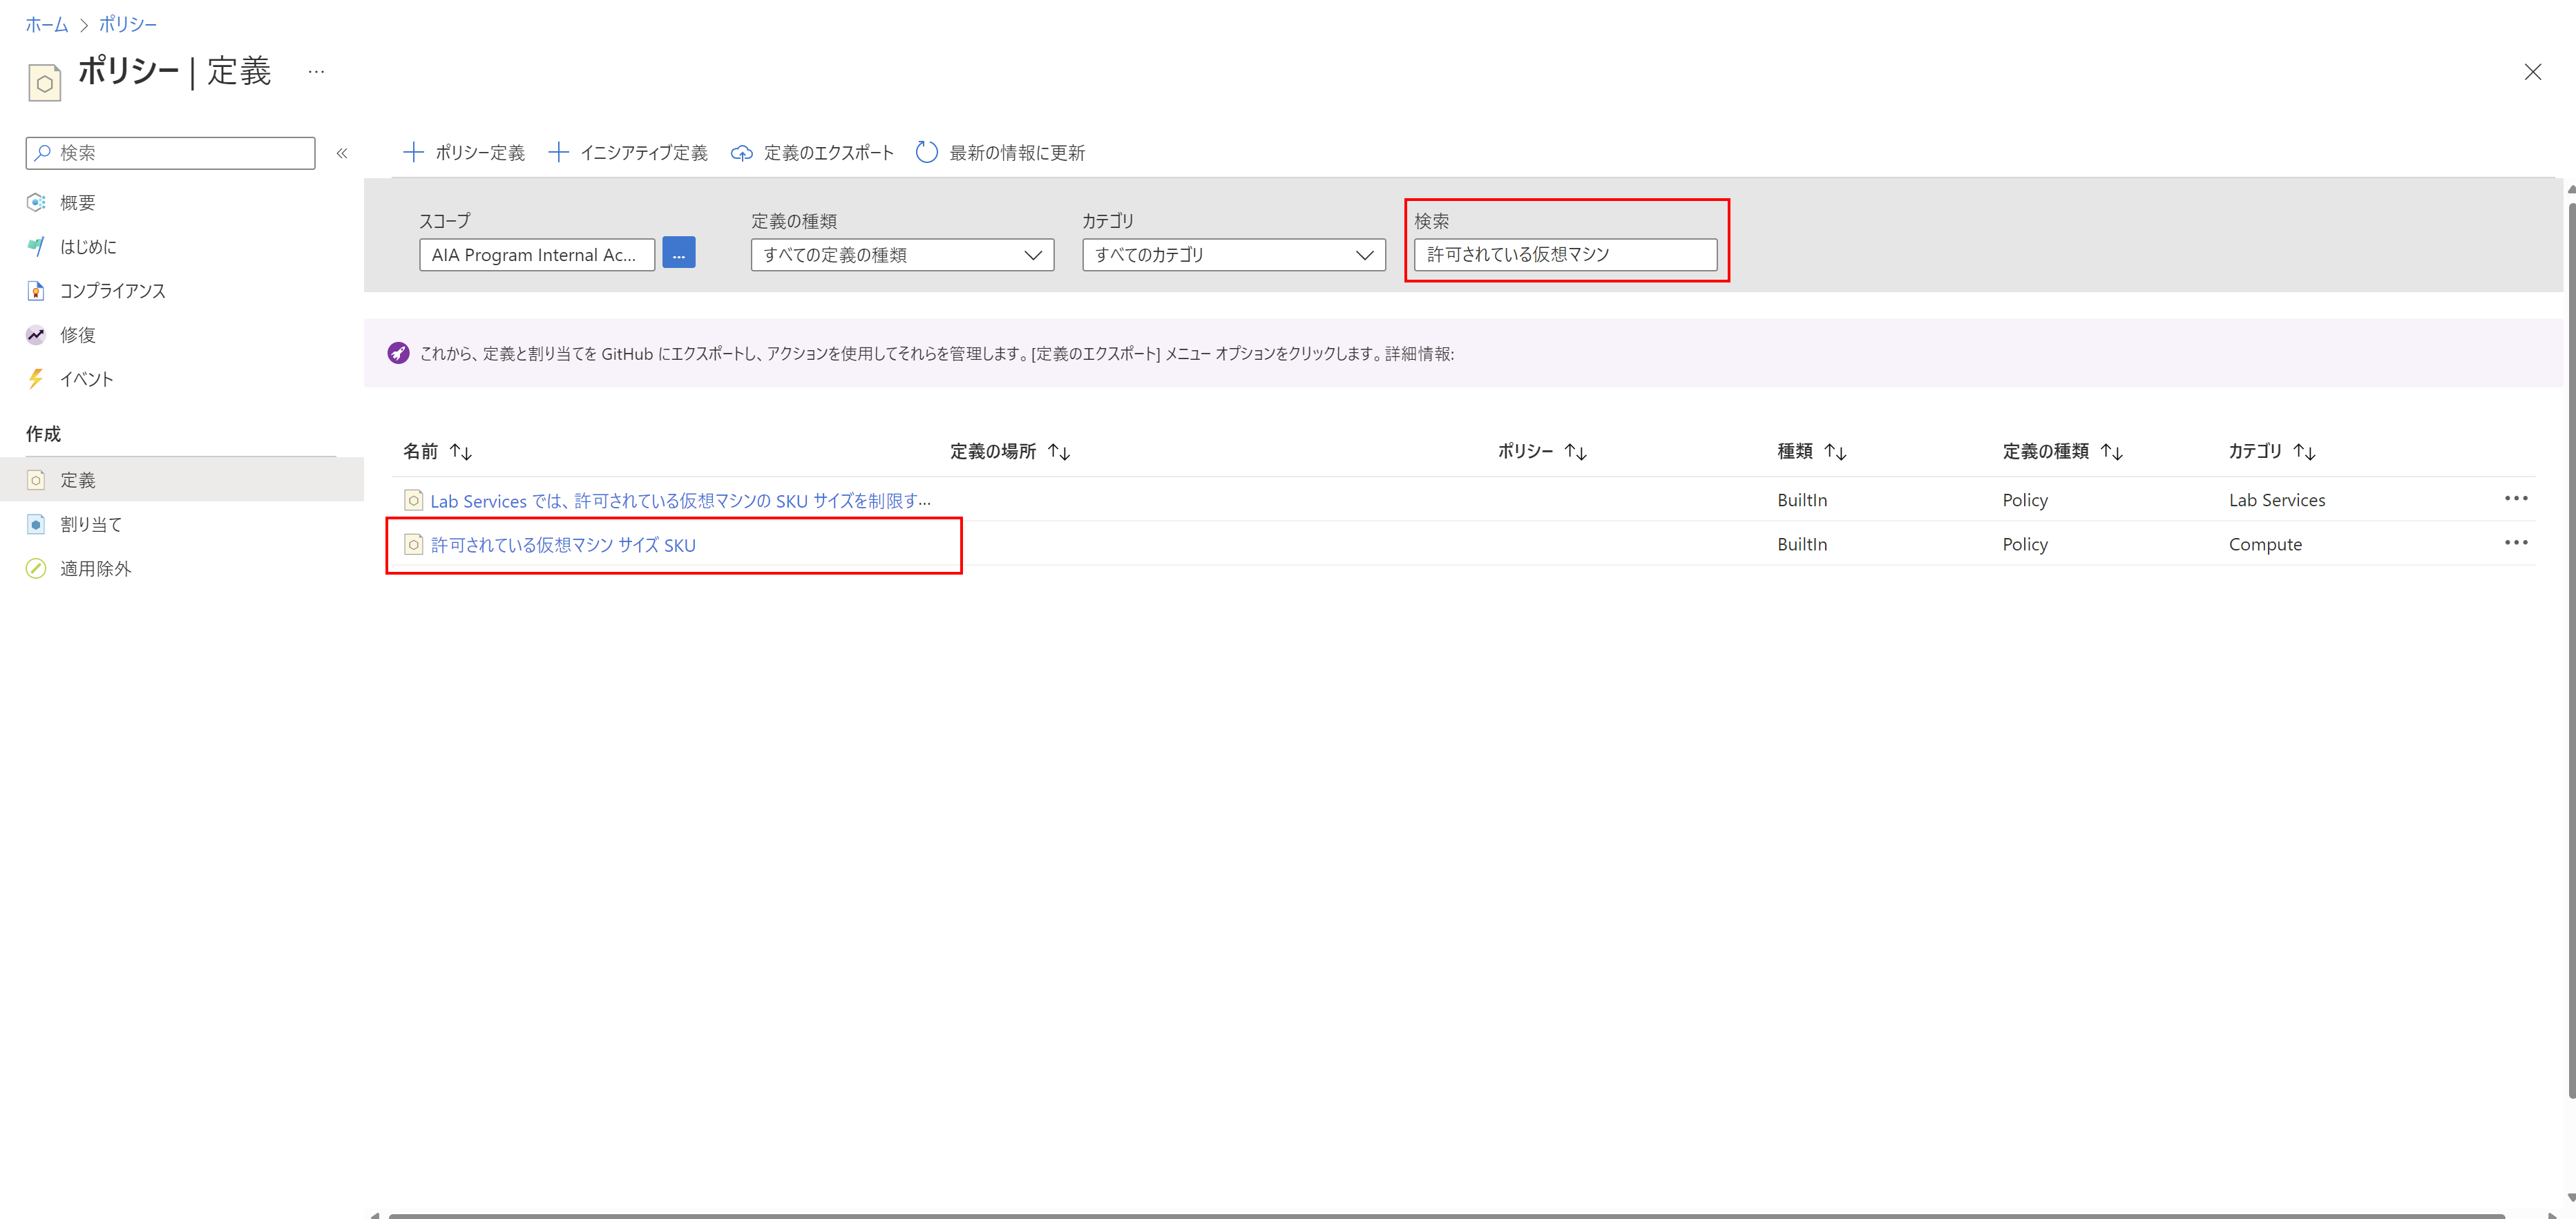 ホーム > ポリシー
ポリシー | 定義 ...
検索 «
+ ポリシー定義 + イニシアティブ定義 定義のエクスポート 最新の情報に更新
概要
はじめに
コンプライアンス
修復
イベント
作成
定義
割り当て
適用除外
スコープ 定義の種類 カテゴリ 検索
AIA Program Internal Ac... ... すべての定義の種類 すべてのカテゴリ 許可されている仮想マシン
これから、定義と割り当てを GitHub にエクスポートし、アクションを使用してそれらを管理します。[定義のエクスポート] メニュー オプションをクリックします。詳細情報:
名前 ↑↓ 定義の場所 ↑↓ ポリシー ↑↓ 種類 ↑↓ 定義の種類 ↑↓ カテゴリ ↑↓
Lab Services では、許可されている仮想マシンの SKU サイズを制限す... BuiltIn Policy Lab Services ...
許可されている仮想マシン サイズ SKU BuiltIn Policy Compute ...